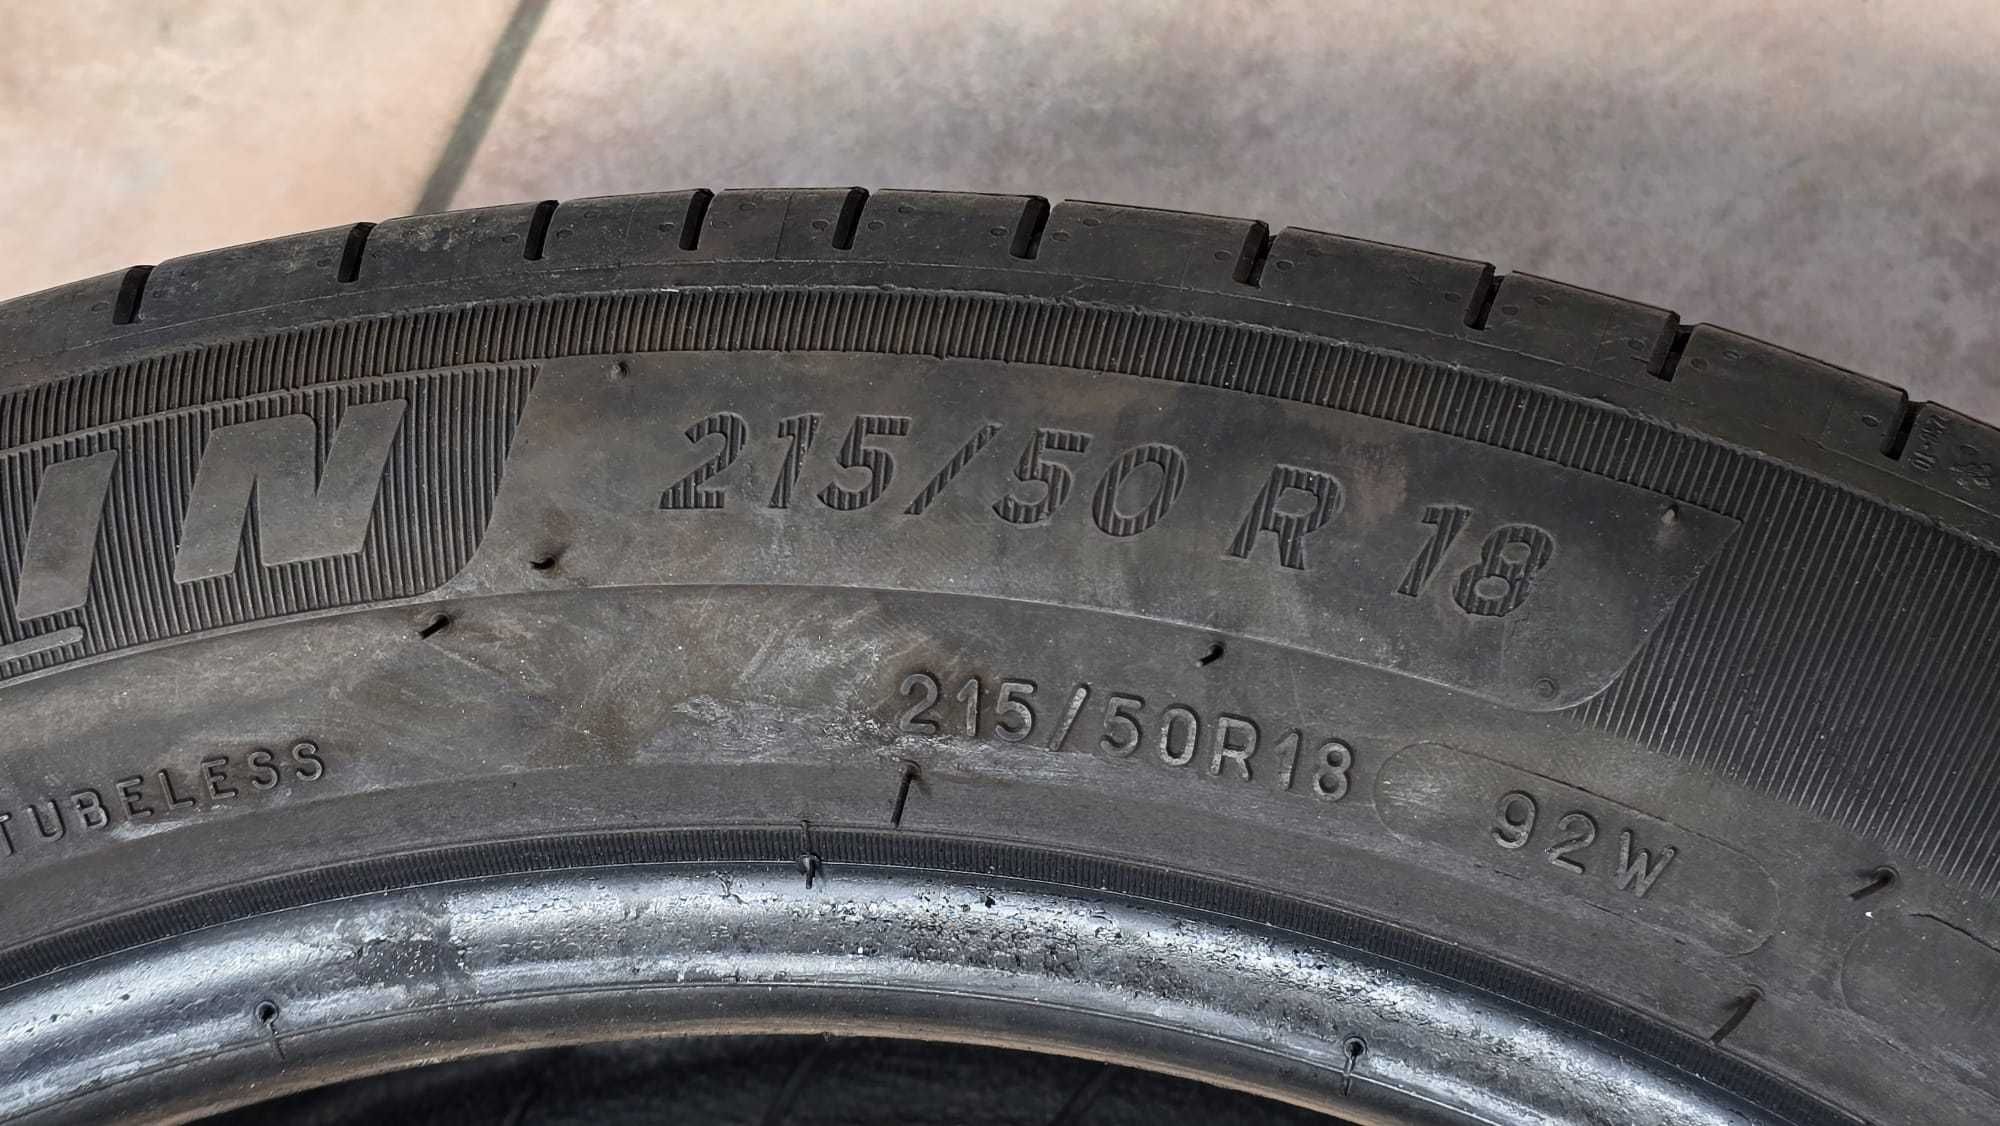 IN
215/50 R 18
215/50R18
92W
TUBELESS